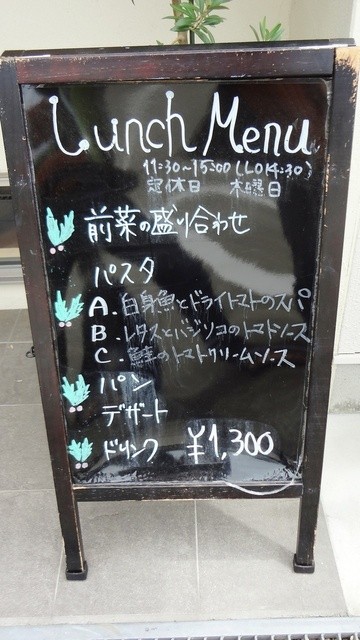 Lunch Menu
11:30~15:00 (LO14:30)
定休日 木曜日
前菜の盛り合わせ
パスタ
A. 白身魚とドライトマトのスパ
B. レタスとバジリコのトマトソース
C. 鮭のトマトクリームソース
パン
デザート
ドリンク ¥1,300